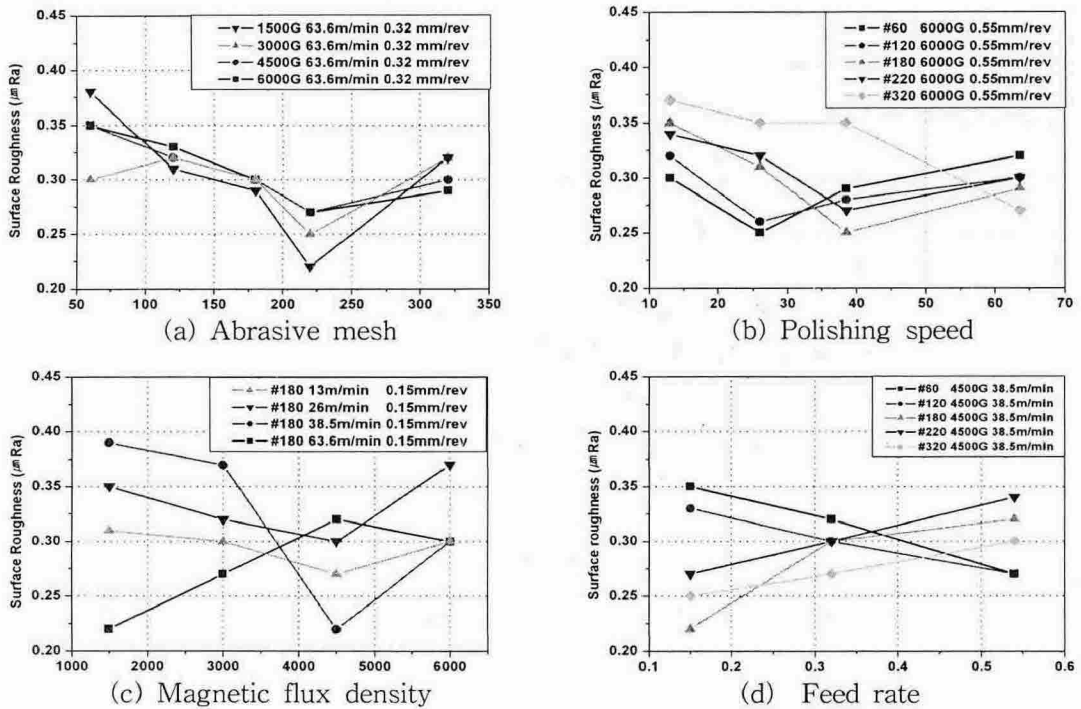 0.45
0.40
0.35
0.30
0.25
0.20
Surface Roughness (㎛ Ra)
1500G 63.6m/min 0.32 mm/rev
3000G 63.6m/min 0.32 mm/rev
4500G 63.6m/min 0.32 mm/rev
6000G 63.6m/min 0.32 mm/rev
50 100 150 200 250 300 350
(a) Abrasive mesh
0.45
0.40
0.35
0.30
0.25
0.20
Surface Roughness (㎛ Ra)
#60 6000G 0.55mm/rev
#120 6000G 0.55mm/rev
#180 6000G 0.55mm/rev
#220 6000G 0.55mm/rev
#320 6000G 0.55mm/rev
10 20 30 40 50 60 70
(b) Polishing speed
0.45
0.40
0.35
0.30
0.25
0.20
Surface Roughness (㎛ Ra)
#180 13m/min 0.15mm/rev
#180 26m/min 0.15mm/rev
#180 38.5m/min 0.15mm/rev
#180 63.6m/min 0.15mm/rev
1000 2000 3000 4000 5000 6000
(c) Magnetic flux density
0.45
0.40
0.35
0.30
0.25
0.20
Surface roughness (㎛ Ra)
#60 4500G 38.5m/min
#120 4500G 38.5m/min
#180 4500G 38.5m/min
#220 4500G 38.5m/min
#320 4500G 38.5m/min
0.1 0.2 0.3 0.4 0.5 0.6
(d) Feed rate